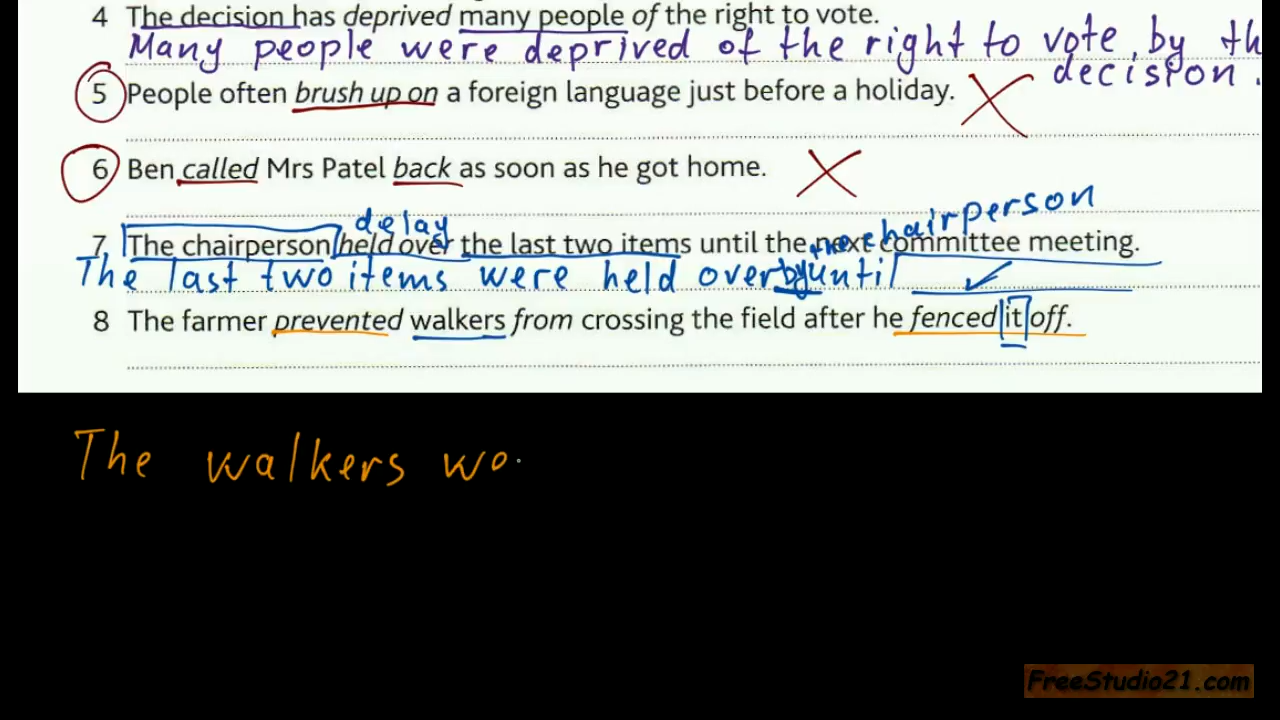 4 The decision has deprived many people of the right to vote.
Many people were deprived of the right to vote by th
decision.
5 People often brush up on a foreign language just before a holiday.
6 Ben called Mrs Patel back as soon as he got home.
delay
the chairperson
7 The chairperson held over the last two items until the next committee meeting.
The last two items were held over by until
8 The farmer prevented walkers from crossing the field after he fenced it off.
The walkers wo
FreeStudio21.com